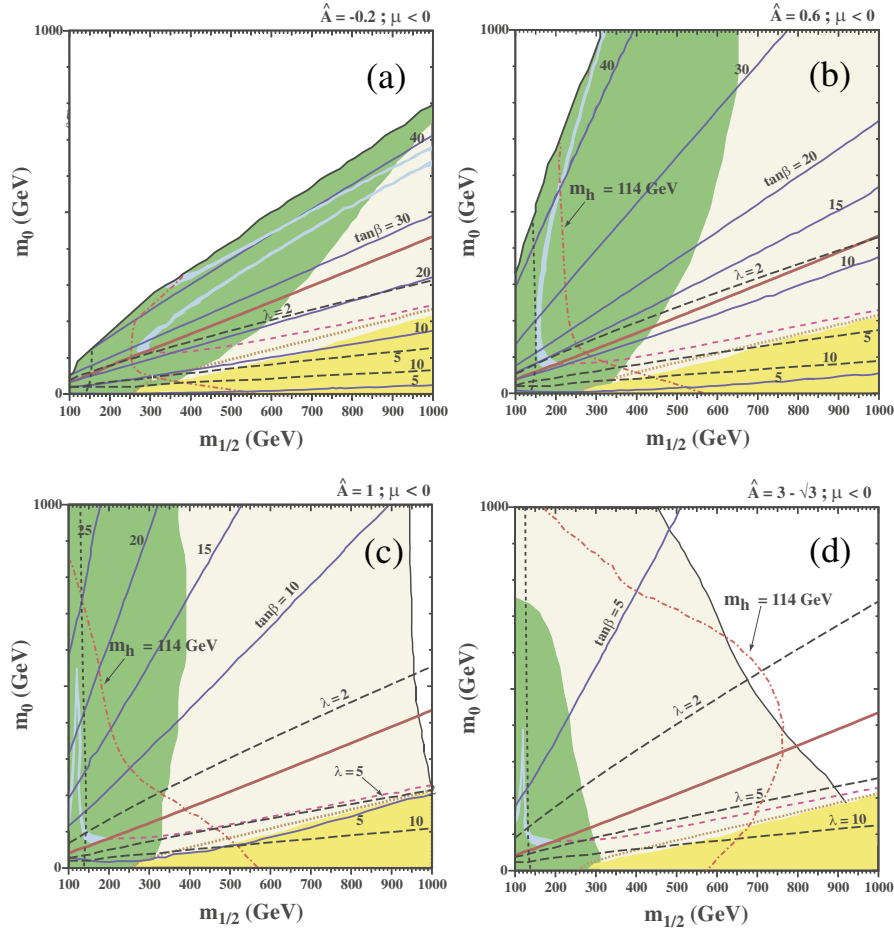 Â = -0.2 ; μ < 0
1000
(a)
40
tanβ = 30
20
λ = 2
10
5
10
5
0
100 200 300 400 500 600 700 800 900 1000
m0 (GeV)
m1/2 (GeV)
Â = 0.6 ; μ < 0
1000
(b)
40
30
tanβ = 20
mh = 114 GeV
15
10
λ = 2
5
10
5
0
100 200 300 400 500 600 700 800 900 1000
m0 (GeV)
m1/2 (GeV)
Â = 1 ; μ < 0
1000
(c)
25
20
15
tanβ = 10
mh = 114 GeV
λ = 2
λ = 5
5
10
0
100 200 300 400 500 600 700 800 900 1000
m0 (GeV)
m1/2 (GeV)
Â = 3 - √3 ; μ < 0
1000
(d)
mh = 114 GeV
tanβ = 5
λ = 2
λ = 5
λ = 10
0
100 200 300 400 500 600 700 800 900 1000
m0 (GeV)
m1/2 (GeV)